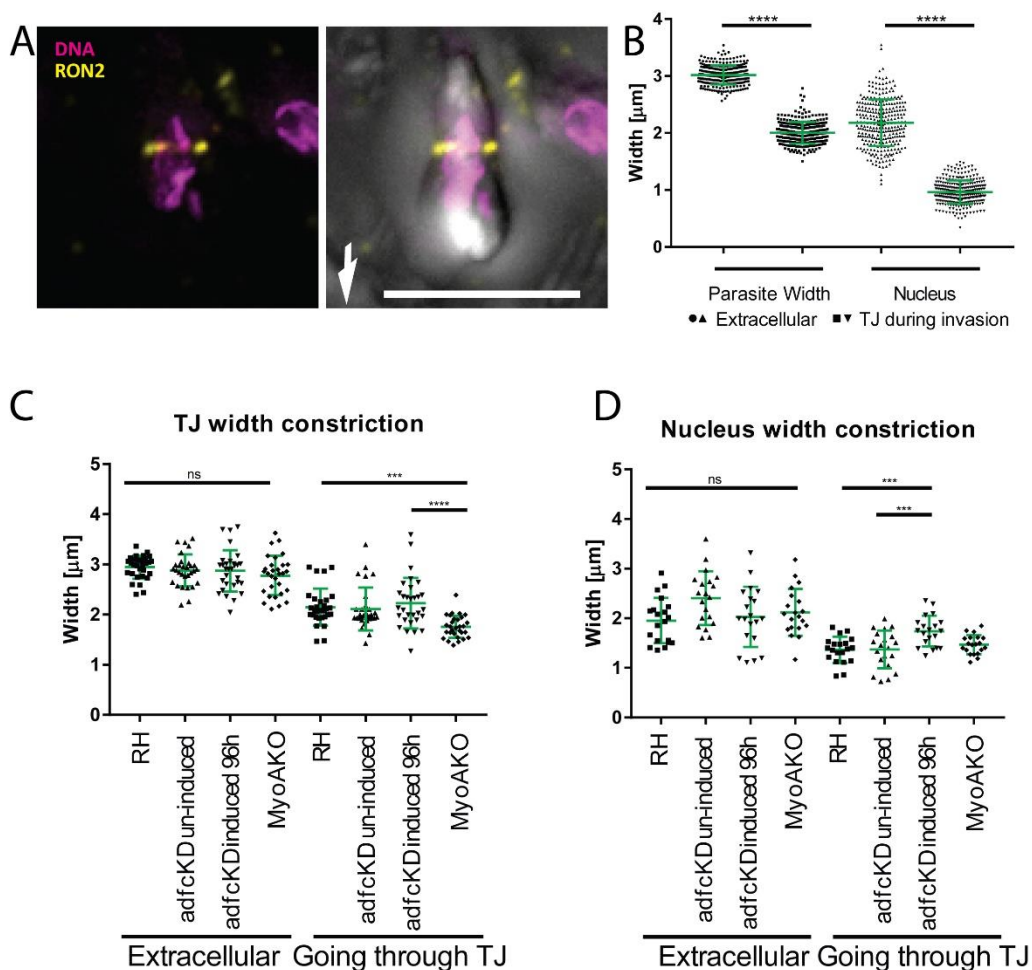 A
DNA
RON2
B
4
3
2
1
0
Width [μm]
****
****
Parasite Width
Nucleus
Extracellular
TJ during invasion
C
TJ width constriction
5
4
3
2
1
0
Width [μm]
ns
***
****
RH
adfcKD un-induced
adfcKD induced 96h
MyoAKO
RH
adfcKD un-induced
adfcKD induced 96h
MyoAKO
Extracellular
Going through TJ
D
Nucleus width constriction
5
4
3
2
1
0
Width [μm]
ns
***
***
RH
adfcKD un-induced
adfcKD induced 96h
MyoAKO
RH
adfcKD un-induced
adfcKD induced 96h
MyoAKO
Extracellular
Going through TJ